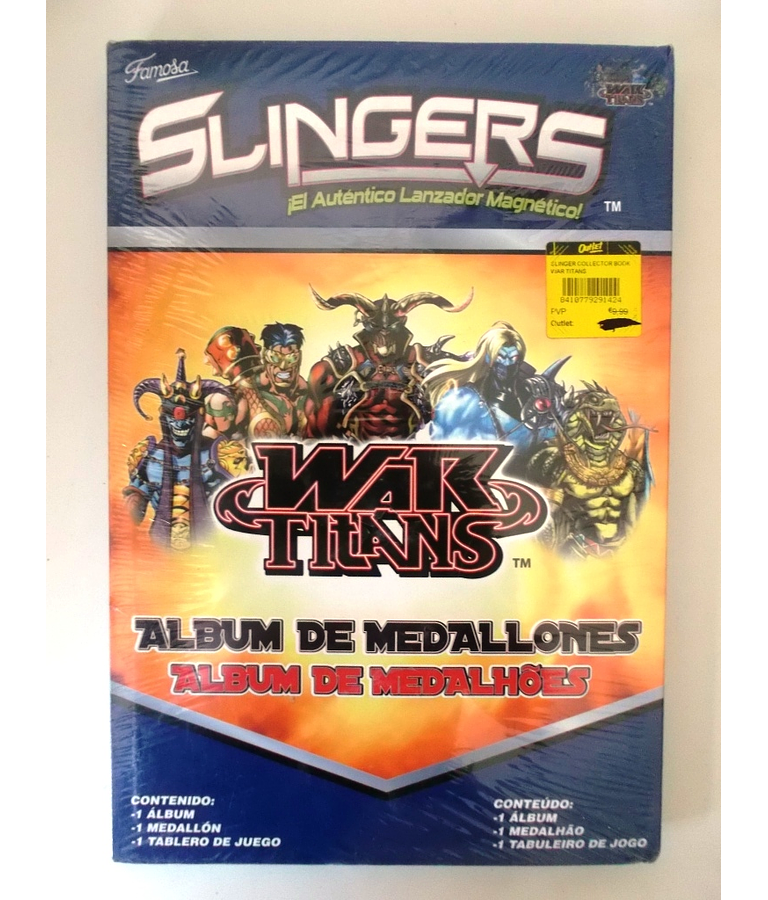 Famosa
WAR
TITANS
SLINGERS
¡El Auténtico Lanzador Magnético!
TM
Outlet
SLINGER COLLECTOR BOOK
WAR TITANS
8410779291424
PVP €9.99
Outlet:
WAR
TITANS
TM
ALBUM DE MEDALLONES
ALBUM DE MEDALHÕES
CONTENIDO:
-1 ÁLBUM
-1 MEDALLÓN
-1 TABLERO DE JUEGO
CONTEÚDO:
-1 ÁLBUM
-1 MEDALHÃO
-1 TABULEIRO DE JOGO